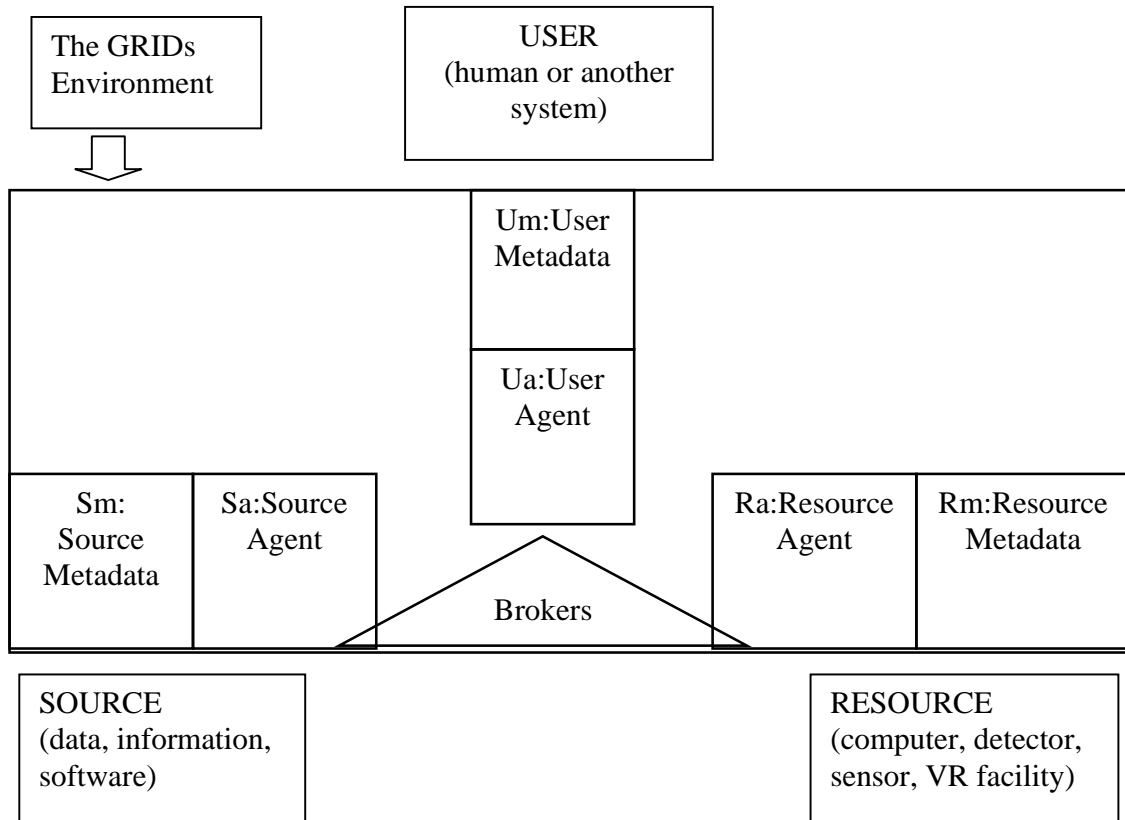 The GRIDs
Environment
USER
(human or another
system)
Um:User
Metadata
Ua:User
Agent
Sm:
Source
Metadata
Sa:Source
Agent
Ra:Resource
Agent
Rm:Resource
Metadata
Brokers
SOURCE
(data, information,
software)
RESOURCE
(computer, detector,
sensor, VR facility)